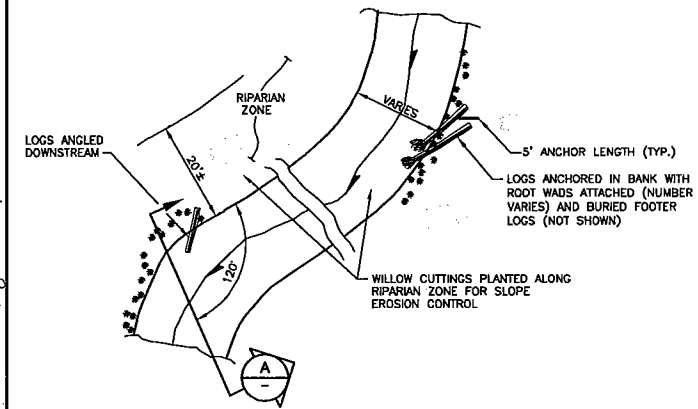 RIPARIAN
ZONE
VARIES
LOGS ANGLED
DOWNSTREAM
20'±
5' ANCHOR LENGTH (TYP.)
LOGS ANCHORED IN BANK WITH
ROOT WADS ATTACHED (NUMBER
VARIES) AND BURIED FOOTER
LOGS (NOT SHOWN)
120°
WILLOW CUTTINGS PLANTED ALONG
RIPARIAN ZONE FOR SLOPE
EROSION CONTROL
A
–